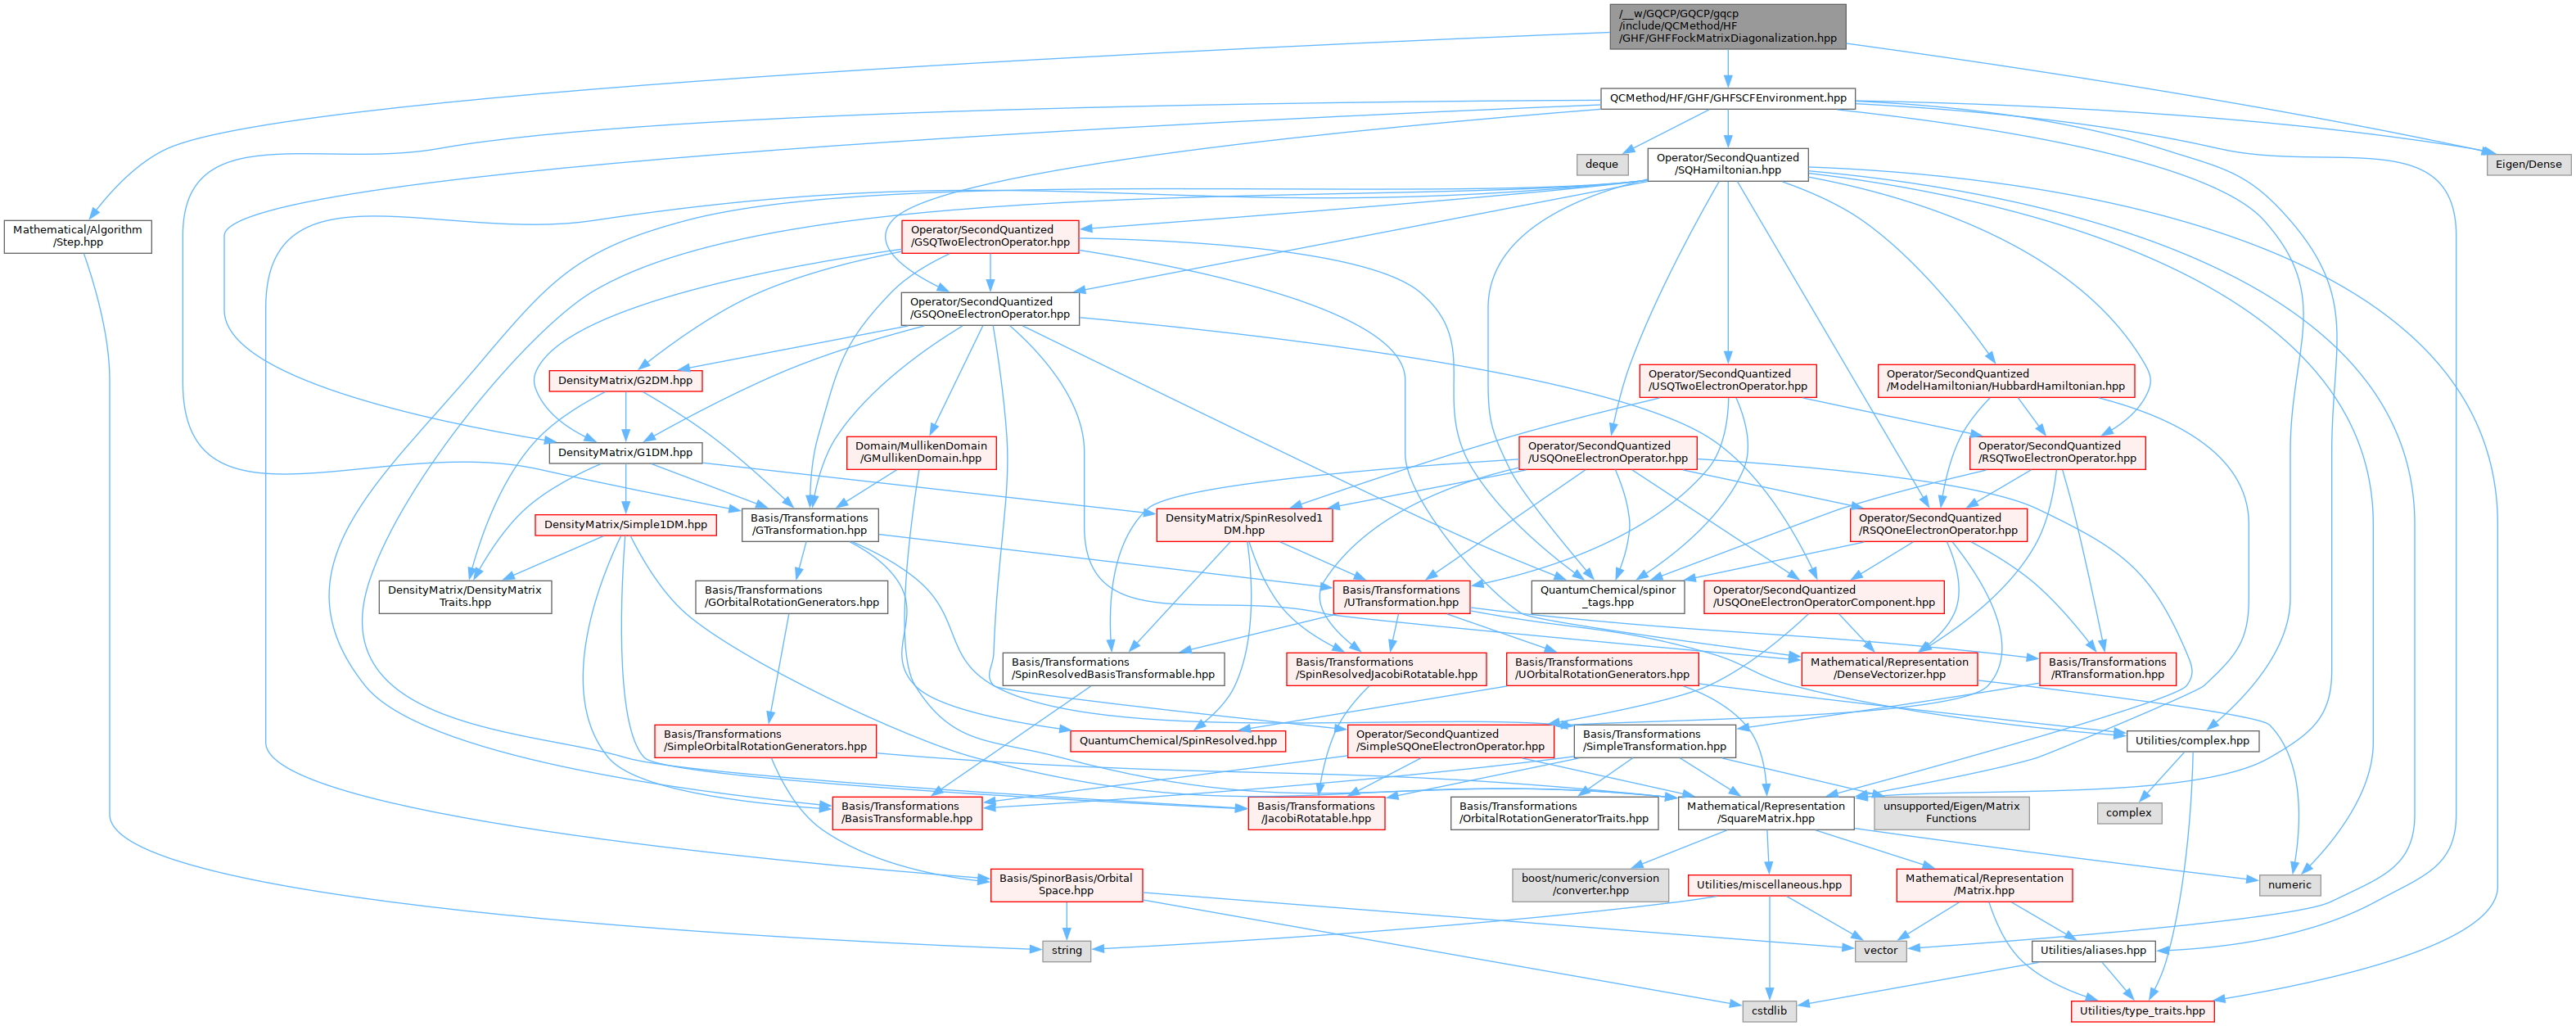 /__w/GQCP/GQCP/gqcp
/include/QCMethod/HF
/GHF/GHFFockMatrixDiagonalization.hpp
QCMethod/HF/GHF/GHFSCFEnvironment.hpp
deque
Operator/SecondQuantized
/SQHamiltonian.hpp
Eigen/Dense
Mathematical/Algorithm
/Step.hpp
Operator/SecondQuantized
/GSQTwoElectronOperator.hpp
Operator/SecondQuantized
/GSQOneElectronOperator.hpp
DensityMatrix/G2DM.hpp
Operator/SecondQuantized
/USQTwoElectronOperator.hpp
Operator/SecondQuantized
/ModelHamiltonian/HubbardHamiltonian.hpp
DensityMatrix/G1DM.hpp
Domain/MullikenDomain
/GMullikenDomain.hpp
Operator/SecondQuantized
/USQOneElectronOperator.hpp
Operator/SecondQuantized
/RSQTwoElectronOperator.hpp
DensityMatrix/Simple1DM.hpp
Basis/Transformations
/GTransformation.hpp
DensityMatrix/SpinResolved1
DM.hpp
Operator/SecondQuantized
/RSQOneElectronOperator.hpp
DensityMatrix/DensityMatrix
Traits.hpp
Basis/Transformations
/GOrbitalRotationGenerators.hpp
Basis/Transformations
/UTransformation.hpp
QuantumChemical/spinor
_tags.hpp
Operator/SecondQuantized
/USQOneElectronOperatorComponent.hpp
Basis/Transformations
/SpinResolvedBasisTransformable.hpp
Basis/Transformations
/SpinResolvedJacobiRotatable.hpp
Basis/Transformations
/UOrbitalRotationGenerators.hpp
Mathematical/Representation
/DenseVectorizer.hpp
Basis/Transformations
/RTransformation.hpp
Basis/Transformations
/SimpleOrbitalRotationGenerators.hpp
QuantumChemical/SpinResolved.hpp
Operator/SecondQuantized
/SimpleSQOneElectronOperator.hpp
Basis/Transformations
/SimpleTransformation.hpp
Utilities/complex.hpp
Basis/Transformations
/BasisTransformable.hpp
Basis/Transformations
/JacobiRotatable.hpp
Basis/Transformations
/OrbitalRotationGeneratorTraits.hpp
Mathematical/Representation
/SquareMatrix.hpp
unsupported/Eigen/Matrix
Functions
complex
Basis/SpinorBasis/Orbital
Space.hpp
boost/numeric/conversion
/converter.hpp
Utilities/miscellaneous.hpp
Mathematical/Representation
/Matrix.hpp
numeric
string
vector
Utilities/aliases.hpp
cstdlib
Utilities/type_traits.hpp